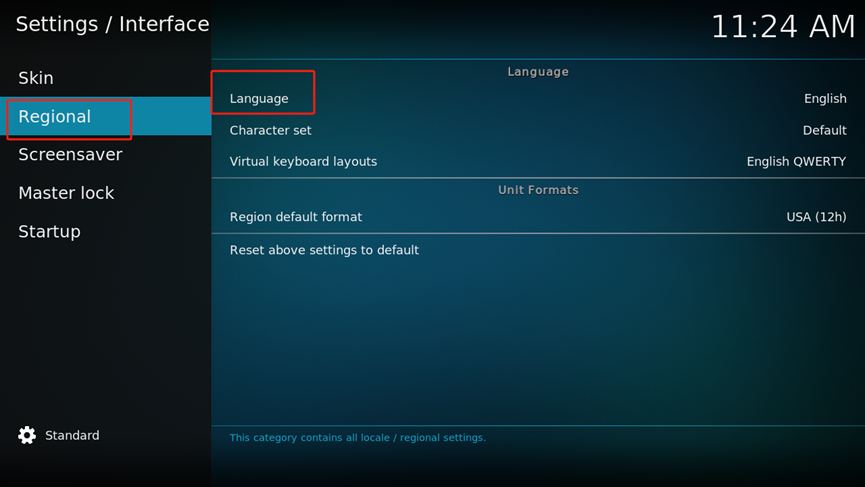 Settings / Interface
11:24 AM
Skin
Regional
Screensaver
Master lock
Startup
Standard
Language
Language English
Character set Default
Virtual keyboard layouts English QWERTY
Unit Formats
Region default format USA (12h)
Reset above settings to default
This category contains all locale / regional settings.